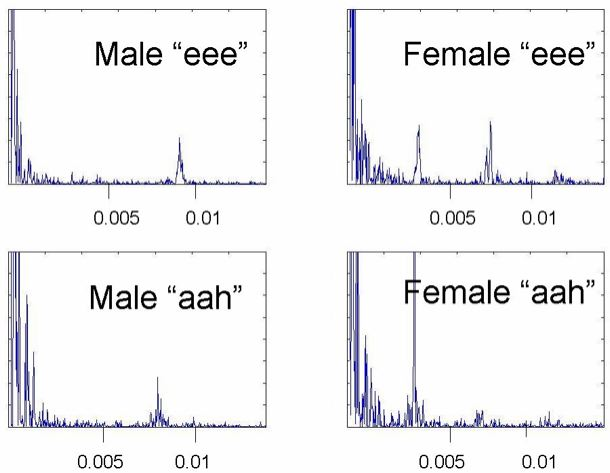 Male “eee”
Female “eee”
0.005 0.01
0.005 0.01
Male “aah”
Female “aah”
0.005 0.01
0.005 0.01